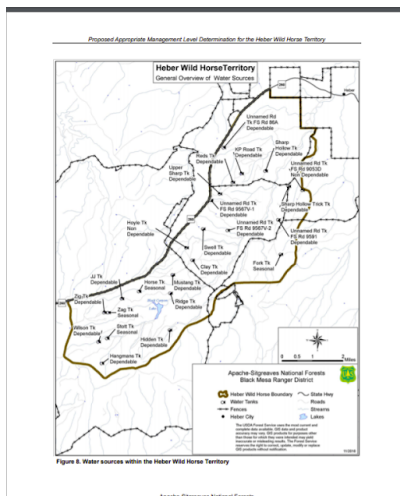 Proposed Appropriate Management Level Determination for the Heber Wild Horse Territory
Heber Wild HorseTerritory
General Overview of Water Sources
Heber
Unnamed Rd
Tk FS Rd 86A
Dependable
KP Road Tk
Dependable
Sharp
Hollow Tk
Dependable
Reds Tk
Dependable
Upper
Sharp Tk
Dependable
Unnamed Rd
Tk
FS Rd 9053D
Non Dependable
Unnamed Rd Tk
FS Rd 9567V-1
Dependable
Sharp Hollow Trick Tk
Dependable
Hoyle Tk
Non
Dependable
Unnamed Rd Tk
FS Rd 9567V-2
Dependable
Unnamed Rd Tk
FS Rd 9591
Dependable
Swell Tk
Dependable
Clay Tk
Dependable
Fork Tk
Seasonal
JJ Tk
Dependable
Horse Tk
Seasonal
Mustang Tk
Dependable
Zig Tk
Dependable
Ridge Tk
Dependable
Zag Tk
Seasonal
Wilson Tk
Dependable
Stott Tk
Seasonal
Hidden Tk
Dependable
Hangmans Tk
Dependable
0 0.5 1 2
Miles
Apache-Sitgreaves National Forests
Black Mesa Ranger District
Heber Wild Horse Boundary
State Hwy
Water Tanks
Roads
Fences
Streams
Heber City
Lakes
Figure 8. Water sources within the Heber Wild Horse Territory